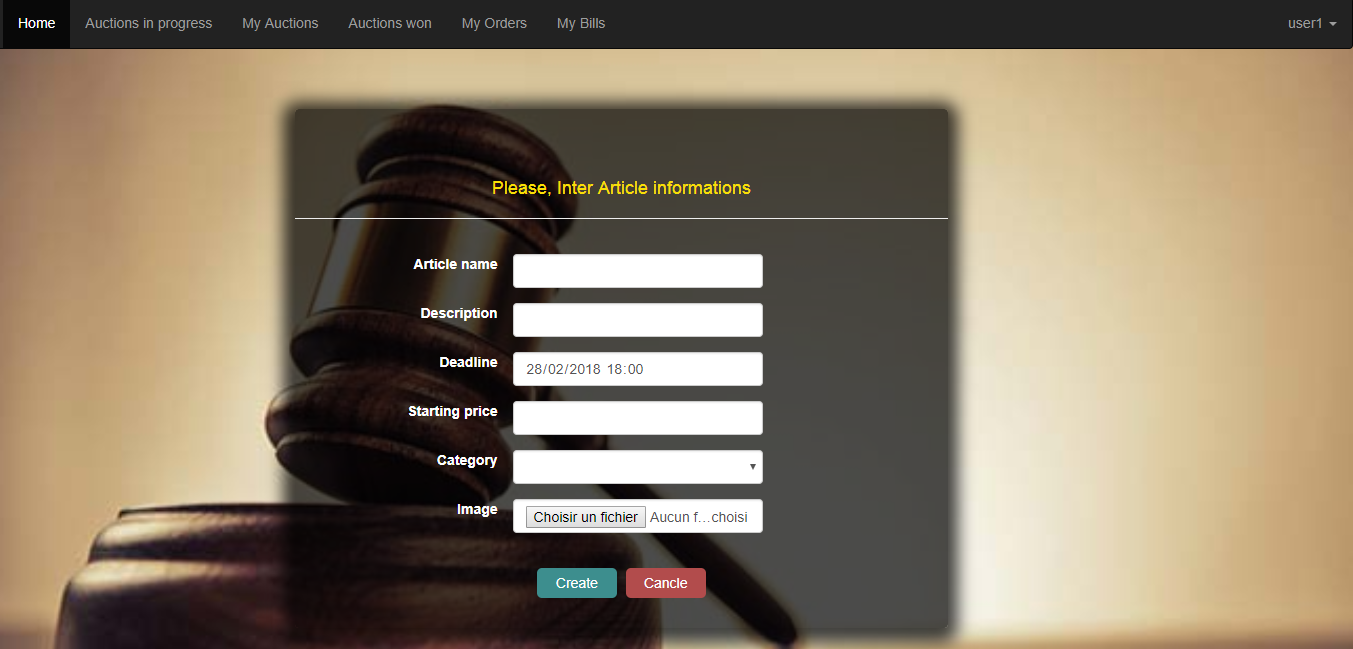 Home Auctions in progress My Auctions Auctions won My Orders My Bills user1
Please, Inter Article informations
Article name
Description
Deadline 28/02/2018 18:00
Starting price
Category
Image Choisir un fichier Aucun f...choisi
Create Cancle